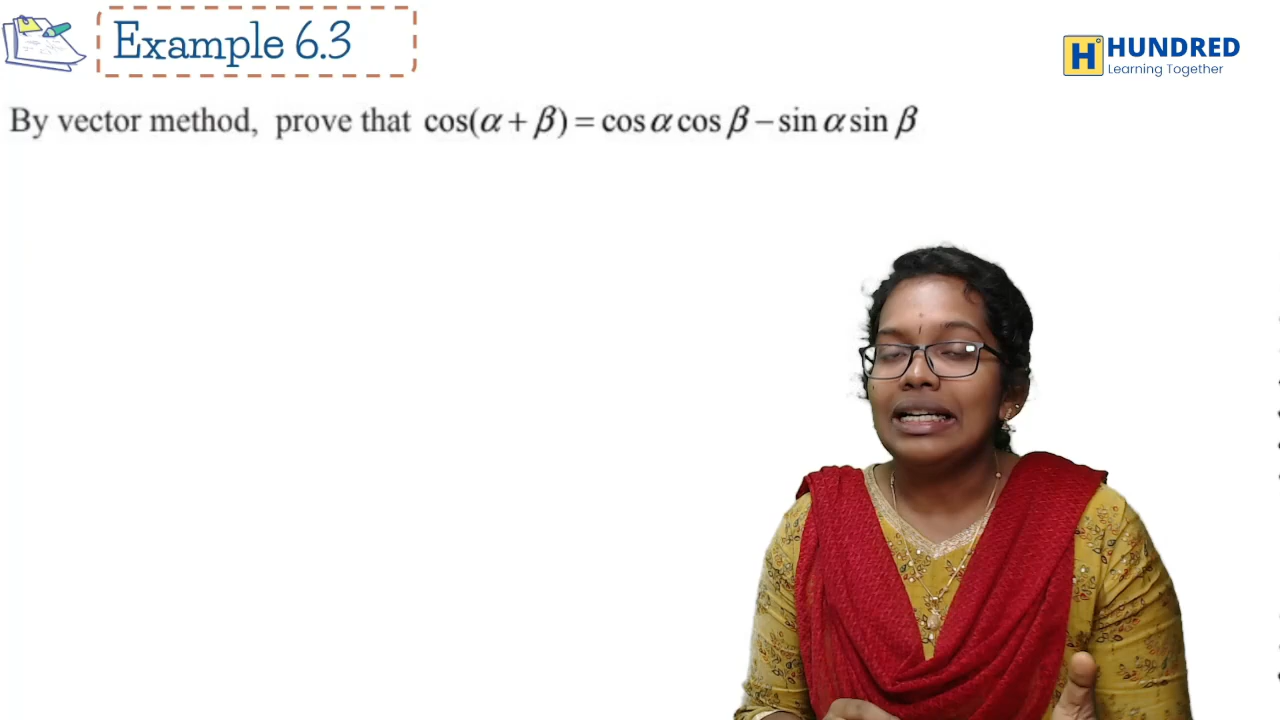 Example 6.3
H HUNDRED
Learning Together
By vector method, prove that cos(α + β) = cos α cos β − sin α sin β